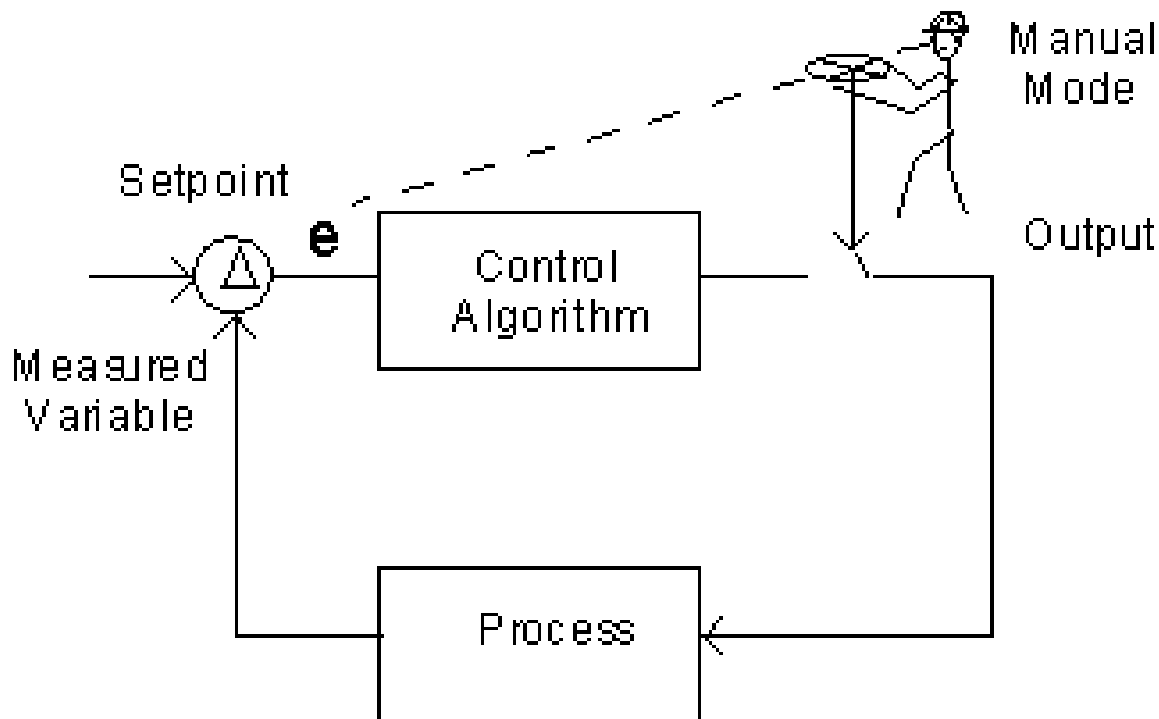 Manual
Mode
Setpoint
e
Output
Δ
Control
Algorithm
Measured
Variable
Process